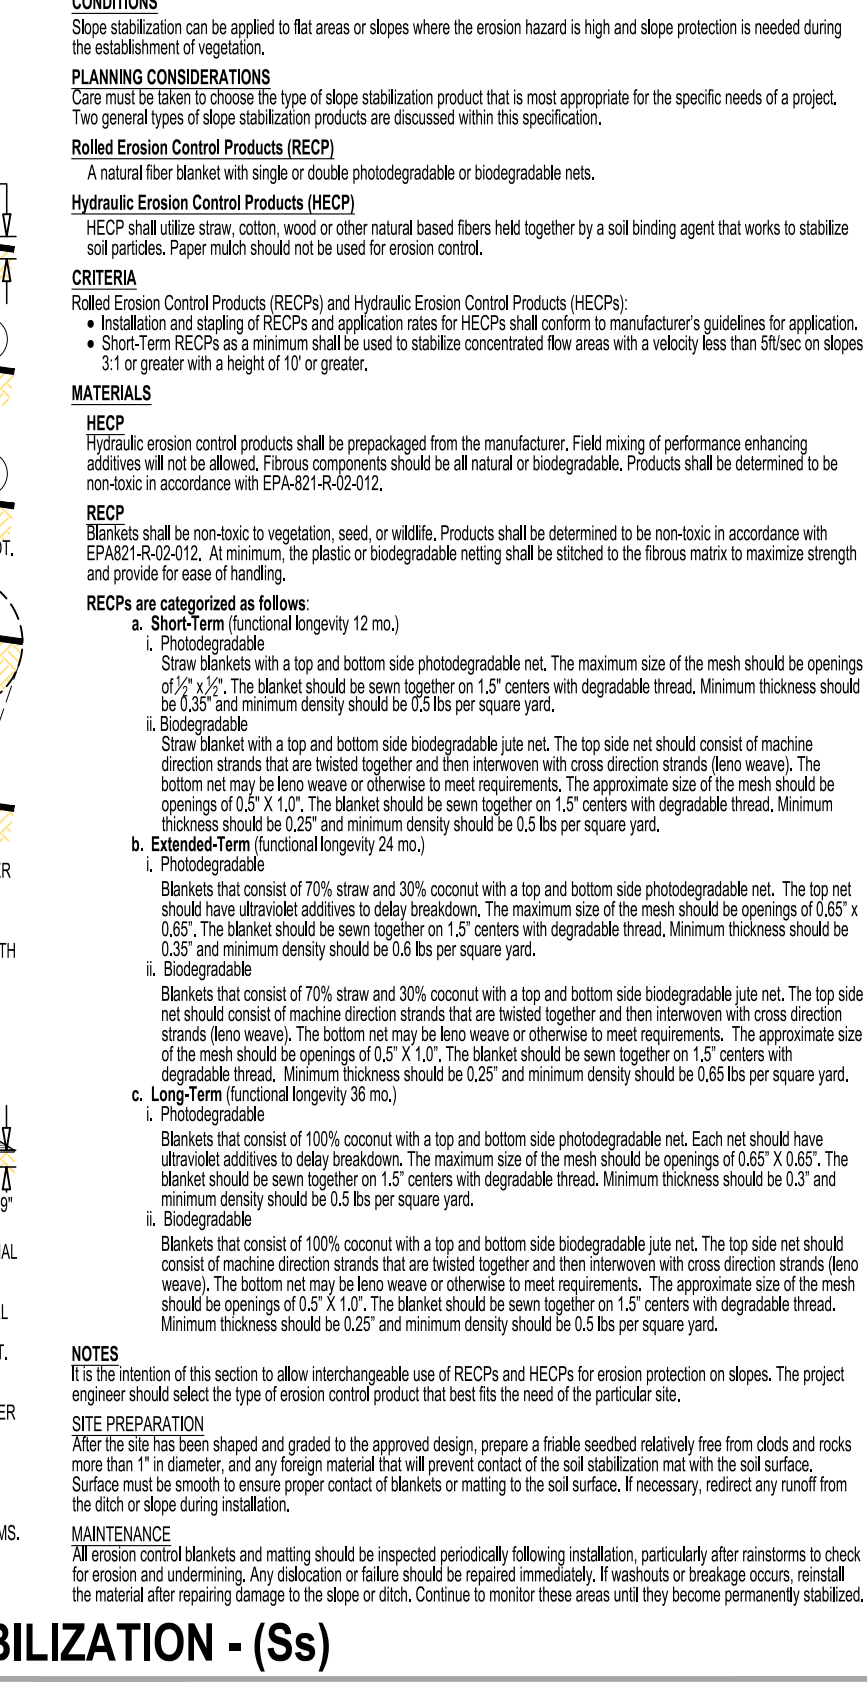 CONDITIONS
Slope stabilization can be applied to flat areas or slopes where the erosion hazard is high and slope protection is needed during
the establishment of vegetation.
PLANNING CONSIDERATIONS
Care must be taken to choose the type of slope stabilization product that is most appropriate for the specific needs of a project.
Two general types of slope stabilization products are discussed within this specification.
Rolled Erosion Control Products (RECP)
A natural fiber blanket with single or double photodegradable or biodegradable nets.
Hydraulic Erosion Control Products (HECP)
HECP shall utilize straw, cotton, wood or other natural based fibers held together by a soil binding agent that works to stabilize
soil particles. Paper mulch should not be used for erosion control.
CRITERIA
Rolled Erosion Control Products (RECPs) and Hydraulic Erosion Control Products (HECPs):
• Installation and stapling of RECPs and application rates for HECPs shall conform to manufacturer's guidelines for application.
• Short-Term RECPs as a minimum shall be used to stabilize concentrated flow areas with a velocity less than 5ft/sec on slopes
3:1 or greater with a height of 10' or greater.
MATERIALS
HECP
Hydraulic erosion control products shall be prepackaged from the manufacturer. Field mixing of performance enhancing
additives will not be allowed. Fibrous components should be all natural or biodegradable. Products shall be determined to be
non-toxic in accordance with EPA-821-R-02-012.
RECP
Blankets shall be non-toxic to vegetation, seed, or wildlife. Products shall be determined to be non-toxic in accordance with
OT.
EPA821-R-02-012. At minimum, the plastic or biodegradable netting shall be stitched to the fibrous matrix to maximize strength
and provide for ease of handling.
RECPs are categorized as follows:
a. Short-Term (functional longevity 12 mo.)
i. Photodegradable
Straw blankets with a top and bottom side photodegradable net. The maximum size of the mesh should be openings
of ½" x ½". The blanket should be sewn together on 1.5" centers with degradable thread. Minimum thickness should
be 0.35" and minimum density should be 0.5 lbs per square yard.
ii. Biodegradable
Straw blanket with a top and bottom side biodegradable jute net. The top side net should consist of machine
direction strands that are twisted together and then interwoven with cross direction strands (leno weave). The
bottom net may be leno weave or otherwise to meet requirements. The approximate size of the mesh should be
openings of 0.5" X 1.0". The blanket should be sewn together on 1.5" centers with degradable thread. Minimum
thickness should be 0.25" and minimum density should be 0.5 lbs per square yard.
b. Extended-Term (functional longevity 24 mo.)
i. Photodegradable
ER
Blankets that consist of 70% straw and 30% coconut with a top and bottom side photodegradable net. The top net
should have ultraviolet additives to delay breakdown. The maximum size of the mesh should be openings of 0.65” x
0.65”. The blanket should be sewn together on 1.5” centers with degradable thread. Minimum thickness should be
TH
0.35” and minimum density should be 0.6 lbs per square yard.
ii. Biodegradable
Blankets that consist of 70% straw and 30% coconut with a top and bottom side biodegradable jute net. The top side
net should consist of machine direction strands that are twisted together and then interwoven with cross direction
strands (leno weave). The bottom net may be leno weave or otherwise to meet requirements. The approximate size
of the mesh should be openings of 0.5” X 1.0”. The blanket should be sewn together on 1.5” centers with
degradable thread. Minimum thickness should be 0.25” and minimum density should be 0.65 lbs per square yard.
c. Long-Term (functional longevity 36 mo.)
i. Photodegradable
Blankets that consist of 100% coconut with a top and bottom side photodegradable net. Each net should have
ultraviolet additives to delay breakdown. The maximum size of the mesh should be openings of 0.65” X 0.65”. The
blanket should be sewn together on 1.5” centers with degradable thread. Minimum thickness should be 0.3” and
minimum density should be 0.5 lbs per square yard.
9"
ii. Biodegradable
Blankets that consist of 100% coconut with a top and bottom side biodegradable jute net. The top side net should
consist of machine direction strands that are twisted together and then interwoven with cross direction strands (leno
weave). The bottom net may be leno weave or otherwise to meet requirements. The approximate size of the mesh
should be openings of 0.5” X 1.0”. The blanket should be sewn together on 1.5” centers with degradable thread.
Minimum thickness should be 0.25” and minimum density should be 0.5 lbs per square yard.
NOTES
T.
It is the intention of this section to allow interchangeable use of RECPs and HECPs for erosion protection on slopes. The project
engineer should select the type of erosion control product that best fits the need of the particular site.
ER
SITE PREPARATION
After the site has been shaped and graded to the approved design, prepare a friable seedbed relatively free from clods and rocks
more than 1" in diameter, and any foreign material that will prevent contact of the soil stabilization mat with the soil surface.
Surface must be smooth to ensure proper contact of blankets or matting to the soil surface. If necessary, redirect any runoff from
the ditch or slope during installation.
MS.
MAINTENANCE
All erosion control blankets and matting should be inspected periodically following installation, particularly after rainstorms to check
for erosion and undermining. Any dislocation or failure should be repaired immediately. If washouts or breakage occurs, reinstall
the material after repairing damage to the slope or ditch. Continue to monitor these areas until they become permanently stabilized.
BILIZATION - (Ss)